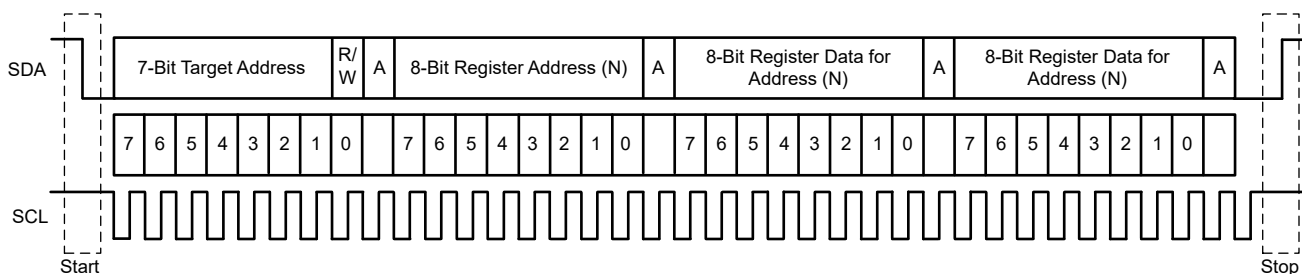 SDA
7-Bit Target Address
R/
W
A
8-Bit Register Address (N)
A
8-Bit Register Data for
Address (N)
A
8-Bit Register Data for
Address (N)
A
7 6 5 4 3 2 1 0 7 6 5 4 3 2 1 0 7 6 5 4 3 2 1 0 7 6 5 4 3 2 1 0
SCL
Start
Stop